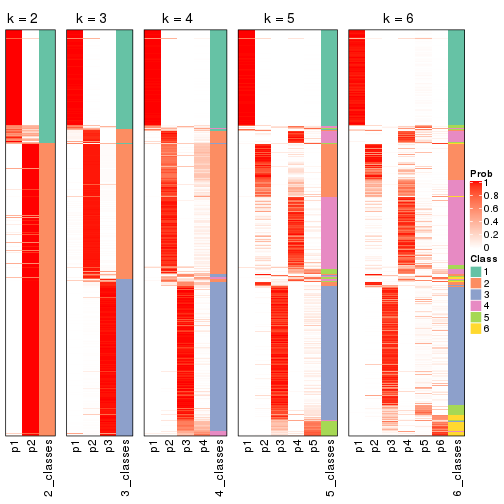 k = 2
k = 3
k = 4
k = 5
k = 6
Prob
1
0.8
0.6
0.4
0.2
0
Class
1
2
3
4
5
6
p1
p2
2_classes
p1
p2
p3
3_classes
p1
p2
p3
p4
4_classes
p1
p2
p3
p4
p5
5_classes
p1
p2
p3
p4
p5
p6
6_classes